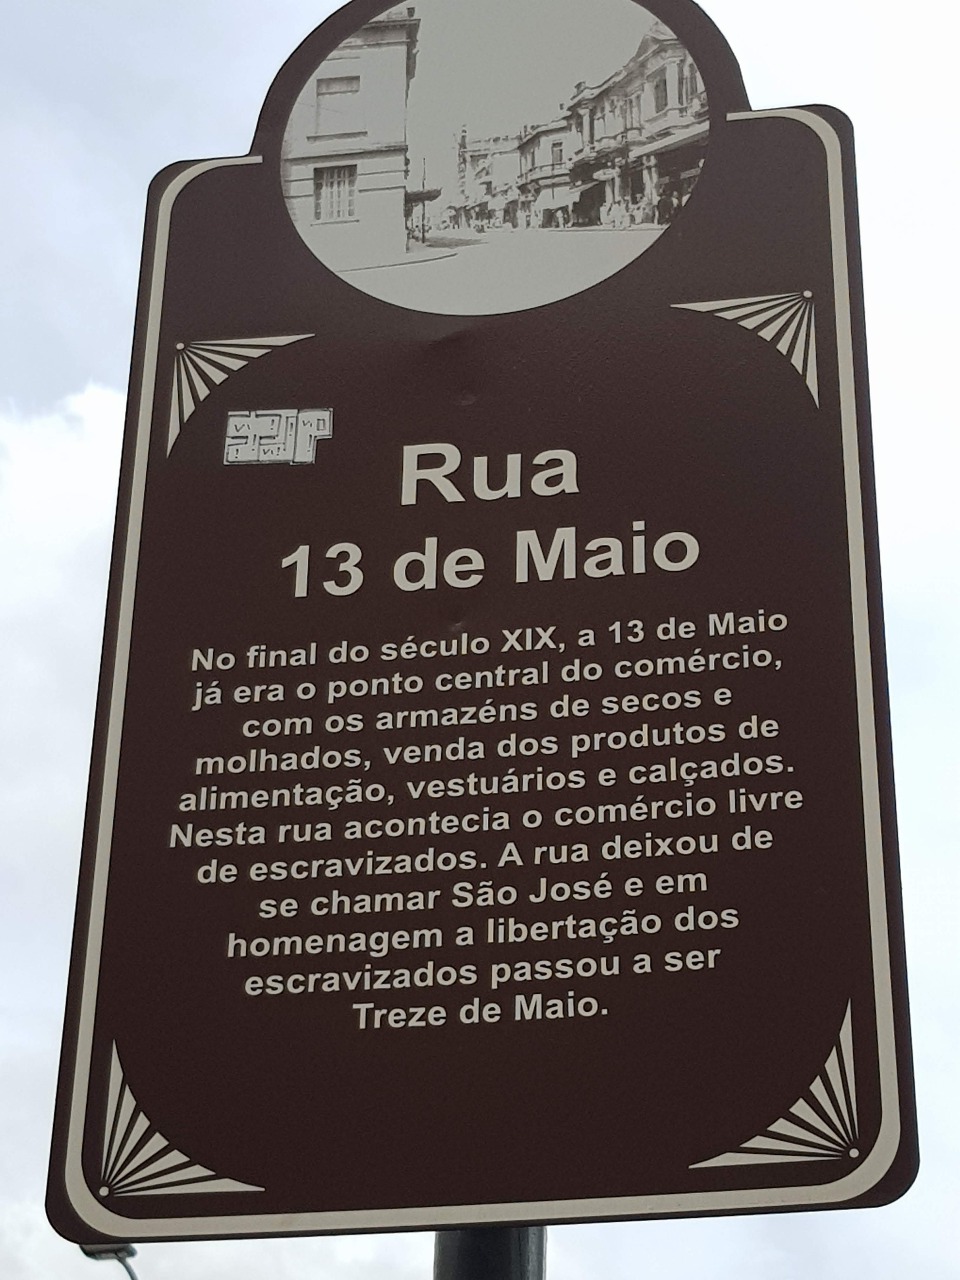 Rua
13 de Maio
No final do século XIX, a 13 de Maio
já era o ponto central do comércio,
com os armazéns de secos e
molhados, venda dos produtos de
alimentação, vestuários e calçados.
Nesta rua acontecia o comércio livre
de escravizados. A rua deixou de
se chamar São José e em
homenagem a libertação dos
escravizados passou a ser
Treze de Maio.